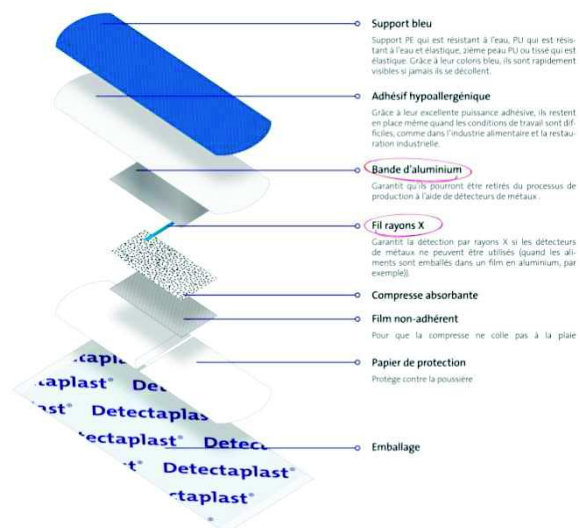 Support bleu
Support PE qui est résistant à l'eau, PU qui est résis-
tant à l'eau et élastique, 2ième peau PU ou tissé qui est
élastique. Grâce à leur coloris bleu, ils sont rapidement
visibles si jamais ils se décollent.
Adhésif hypoallergénique
Grâce à leur excellente puissance adhésive, ils restent
en place même quand les conditions de travail sont dif-
ficiles, comme dans l'industrie alimentaire et la restau-
ration industrielle.
Bande d'aluminium
Garantit qu'ils pourront être retirés du processus de
production à l'aide de détecteurs de métaux .
Fil rayons X
Garantit la détection par rayons X si les détecteurs
de métaux ne peuvent être utilisés (quand les ali-
ments sont emballés dans un film en aluminium, par
exemple)).
Compresse absorbante
Film non-adhérent
Pour que la compresse ne colle pas à la plaie
Papier de protection
Protège contre la poussière
Emballage
taplast® Detectaplast®
Detectaplast®
tectaplast® Detec
Detectaplast®
ctaplast®